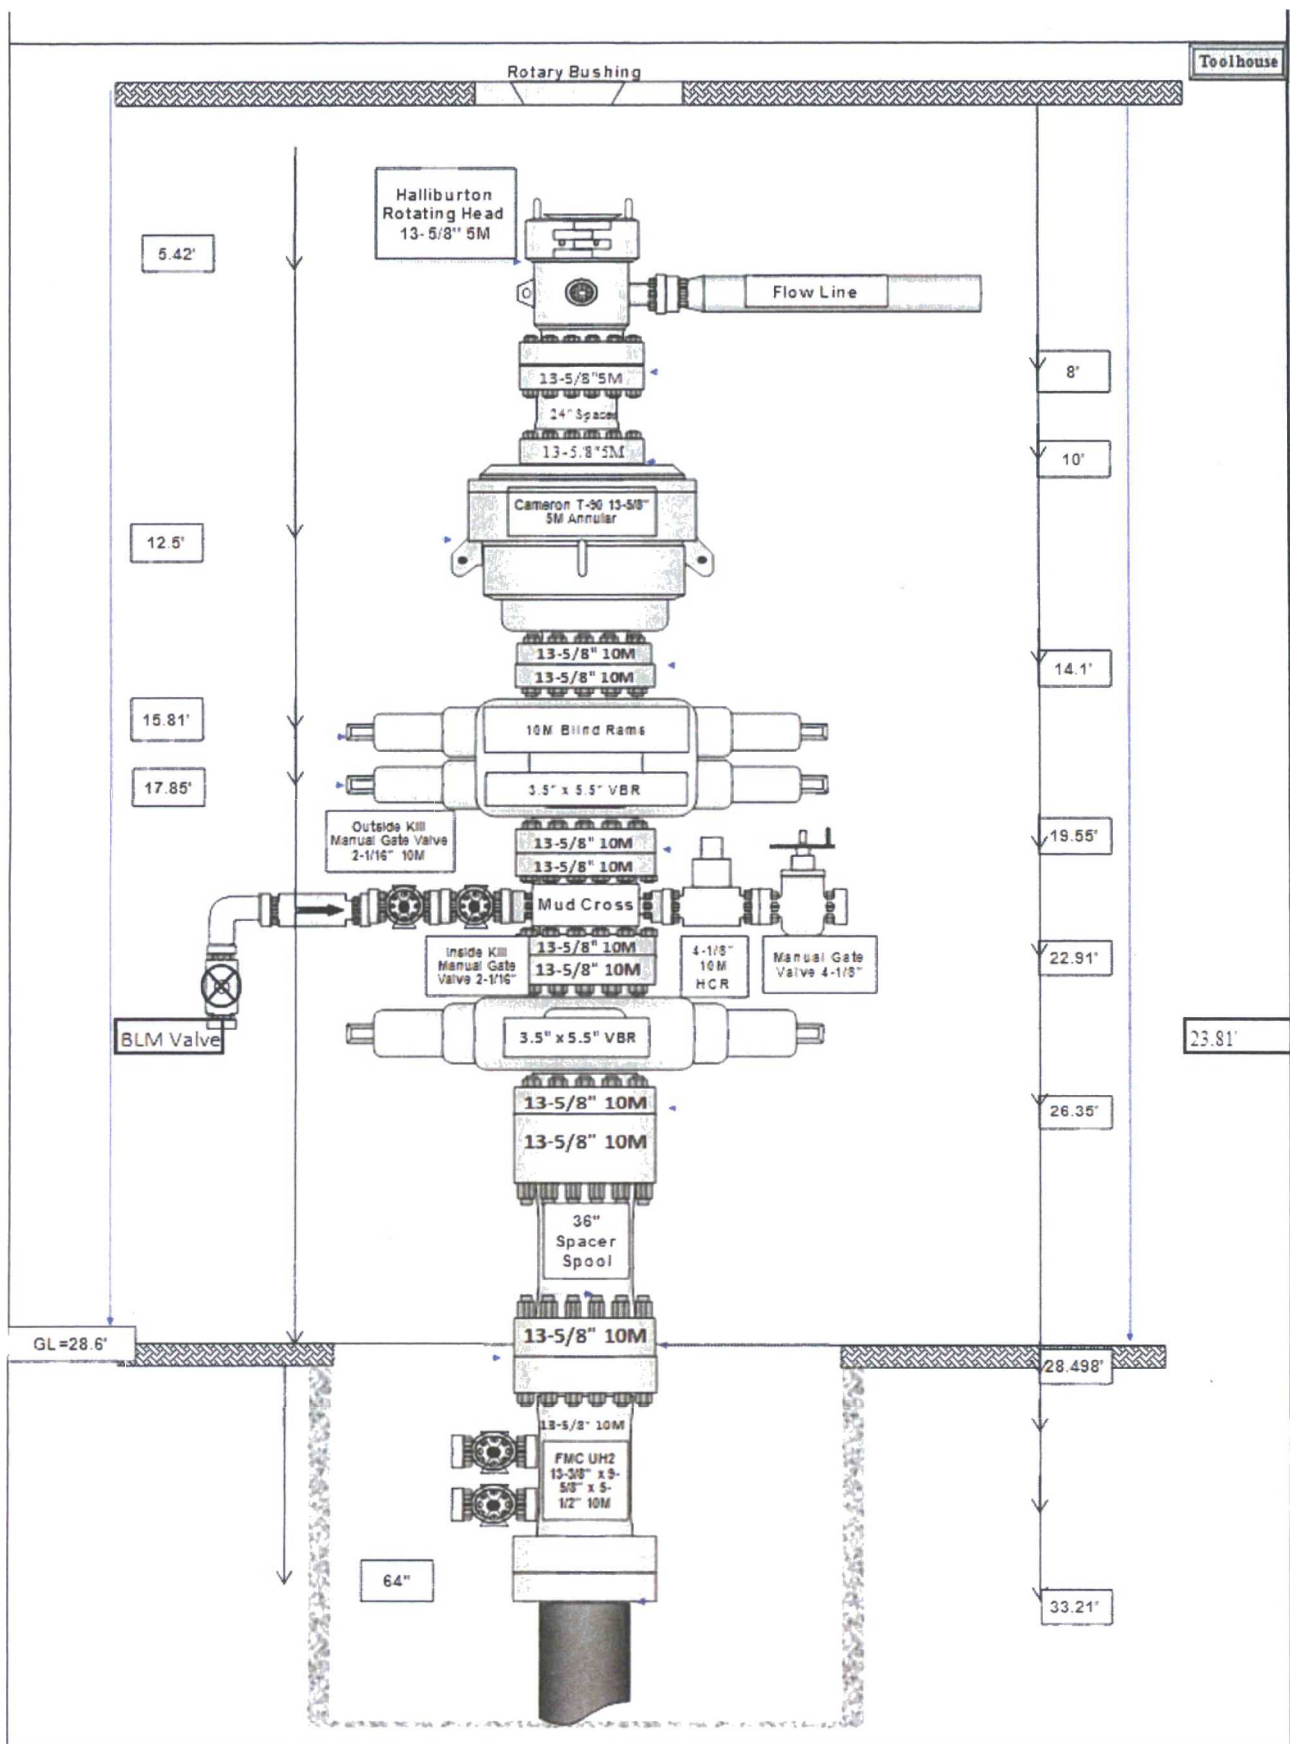 Toolhouse
Rotary Bushing
Halliburton
Rotating Head
13-5/8" 5M
5.42'
Flow Line
13-5/8"5M
8'
24" Spacer
13-5.'8"5M
10'
Cameron T-90 13-5/8"
5M Annular
12.5'
13-5/8" 10M
14.1'
13-5/8" 10M
15.81'
10M Blind Rams
17.85'
3.5" x 5.5" VBR
Outside Kill
Manual Gate Valve
2-1/16" 10M
13-5/8" 10M
19.55'
13-5/8" 10M
Mud Cross
Inside Kill
Manual Gate
Valve 2-1/16"
13-5/8" 10M
13-5/8" 10M
4-1/8"
10M
HCR
Manual Gate
Valve 4-1/8"
22.91'
BLM Valve
3.5" x 5.5" VBR
23.81'
13-5/8" 10M
26.35'
13-5/8" 10M
36"
Spacer
Spool
GL=28.6'
13-5/8" 10M
28.498'
13-5/8" 10M
FMC UH2
13-3/8" x 9-
5/8" x 5-
1/2" 10M
64"
33.21'